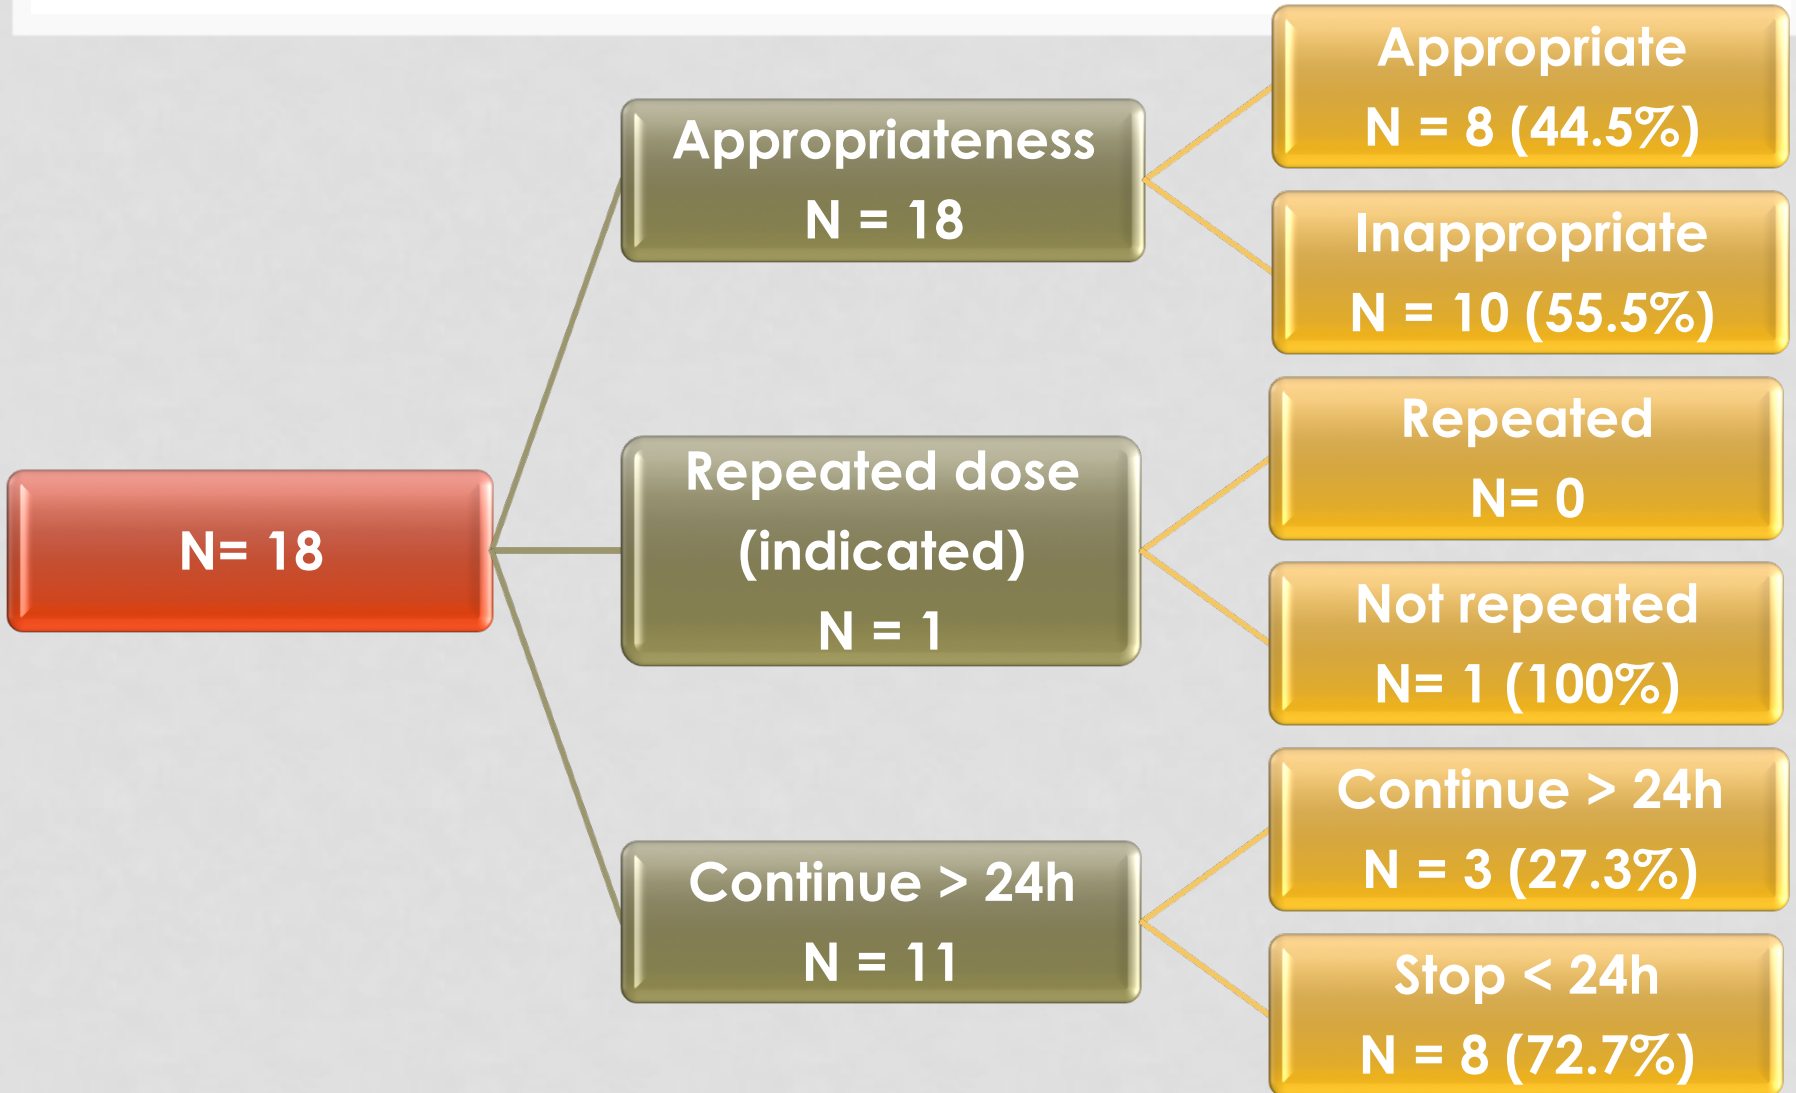 N= 18
Appropriateness
N = 18
Appropriate
N = 8 (44.5%)
Inappropriate
N = 10 (55.5%)
Repeated dose
(indicated)
N = 1
Repeated
N= 0
Not repeated
N= 1 (100%)
Continue > 24h
N = 11
Continue > 24h
N = 3 (27.3%)
Stop < 24h
N = 8 (72.7%)